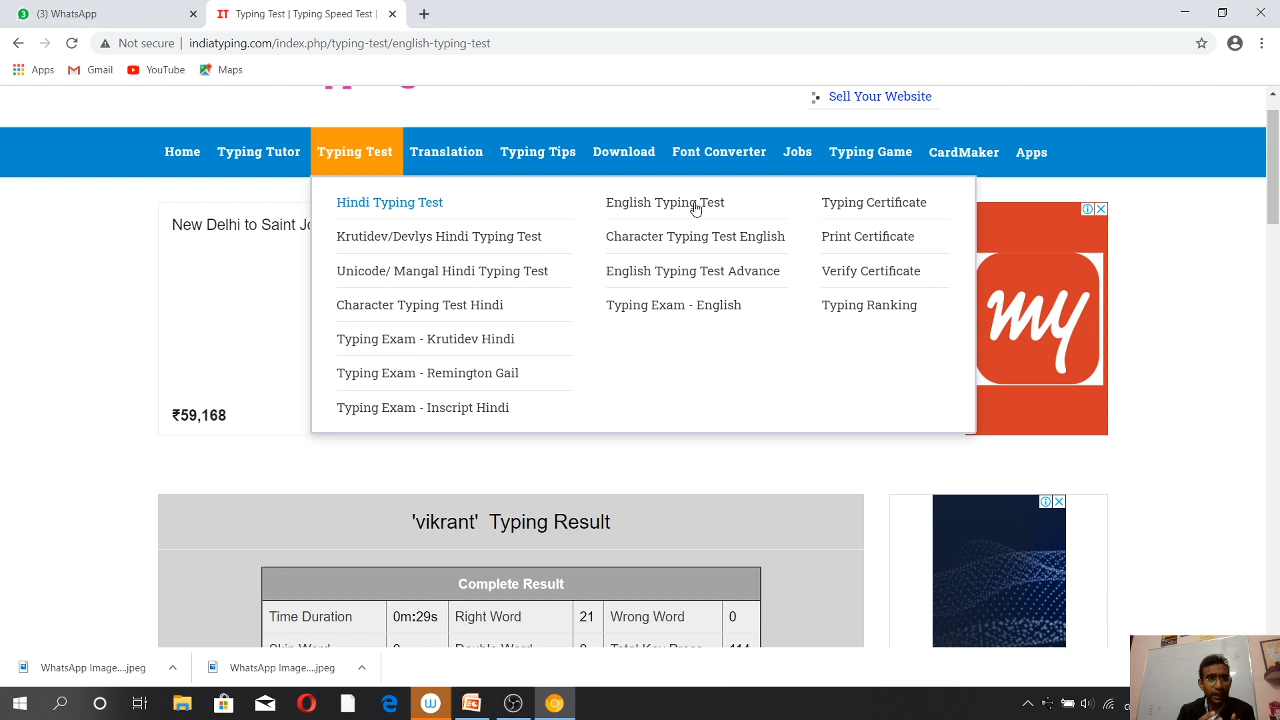 (3) WhatsApp
IT Typing Test | Typing Speed Test |
Not secure | indiatyping.com/index.php/typing-test/english-typing-test
Apps Gmail YouTube Maps
Sell Your Website
Home Typing Tutor Typing Test Translation Typing Tips Download Font Converter Jobs Typing Game CardMaker Apps
Hindi Typing Test English Typing Test Typing Certificate
Krutidev/Devlys Hindi Typing Test Character Typing Test English Print Certificate
Unicode/ Mangal Hindi Typing Test English Typing Test Advance Verify Certificate
Character Typing Test Hindi Typing Exam - English Typing Ranking
Typing Exam - Krutidev Hindi
Typing Exam - Remington Gail
Typing Exam - Inscript Hindi
New Delhi to Saint
₹59,168
my
'vikrant' Typing Result
Complete Result
Time Duration 0m:29s Right Word 21 Wrong Word 0
WhatsApp Image....jpeg WhatsApp Image....jpeg